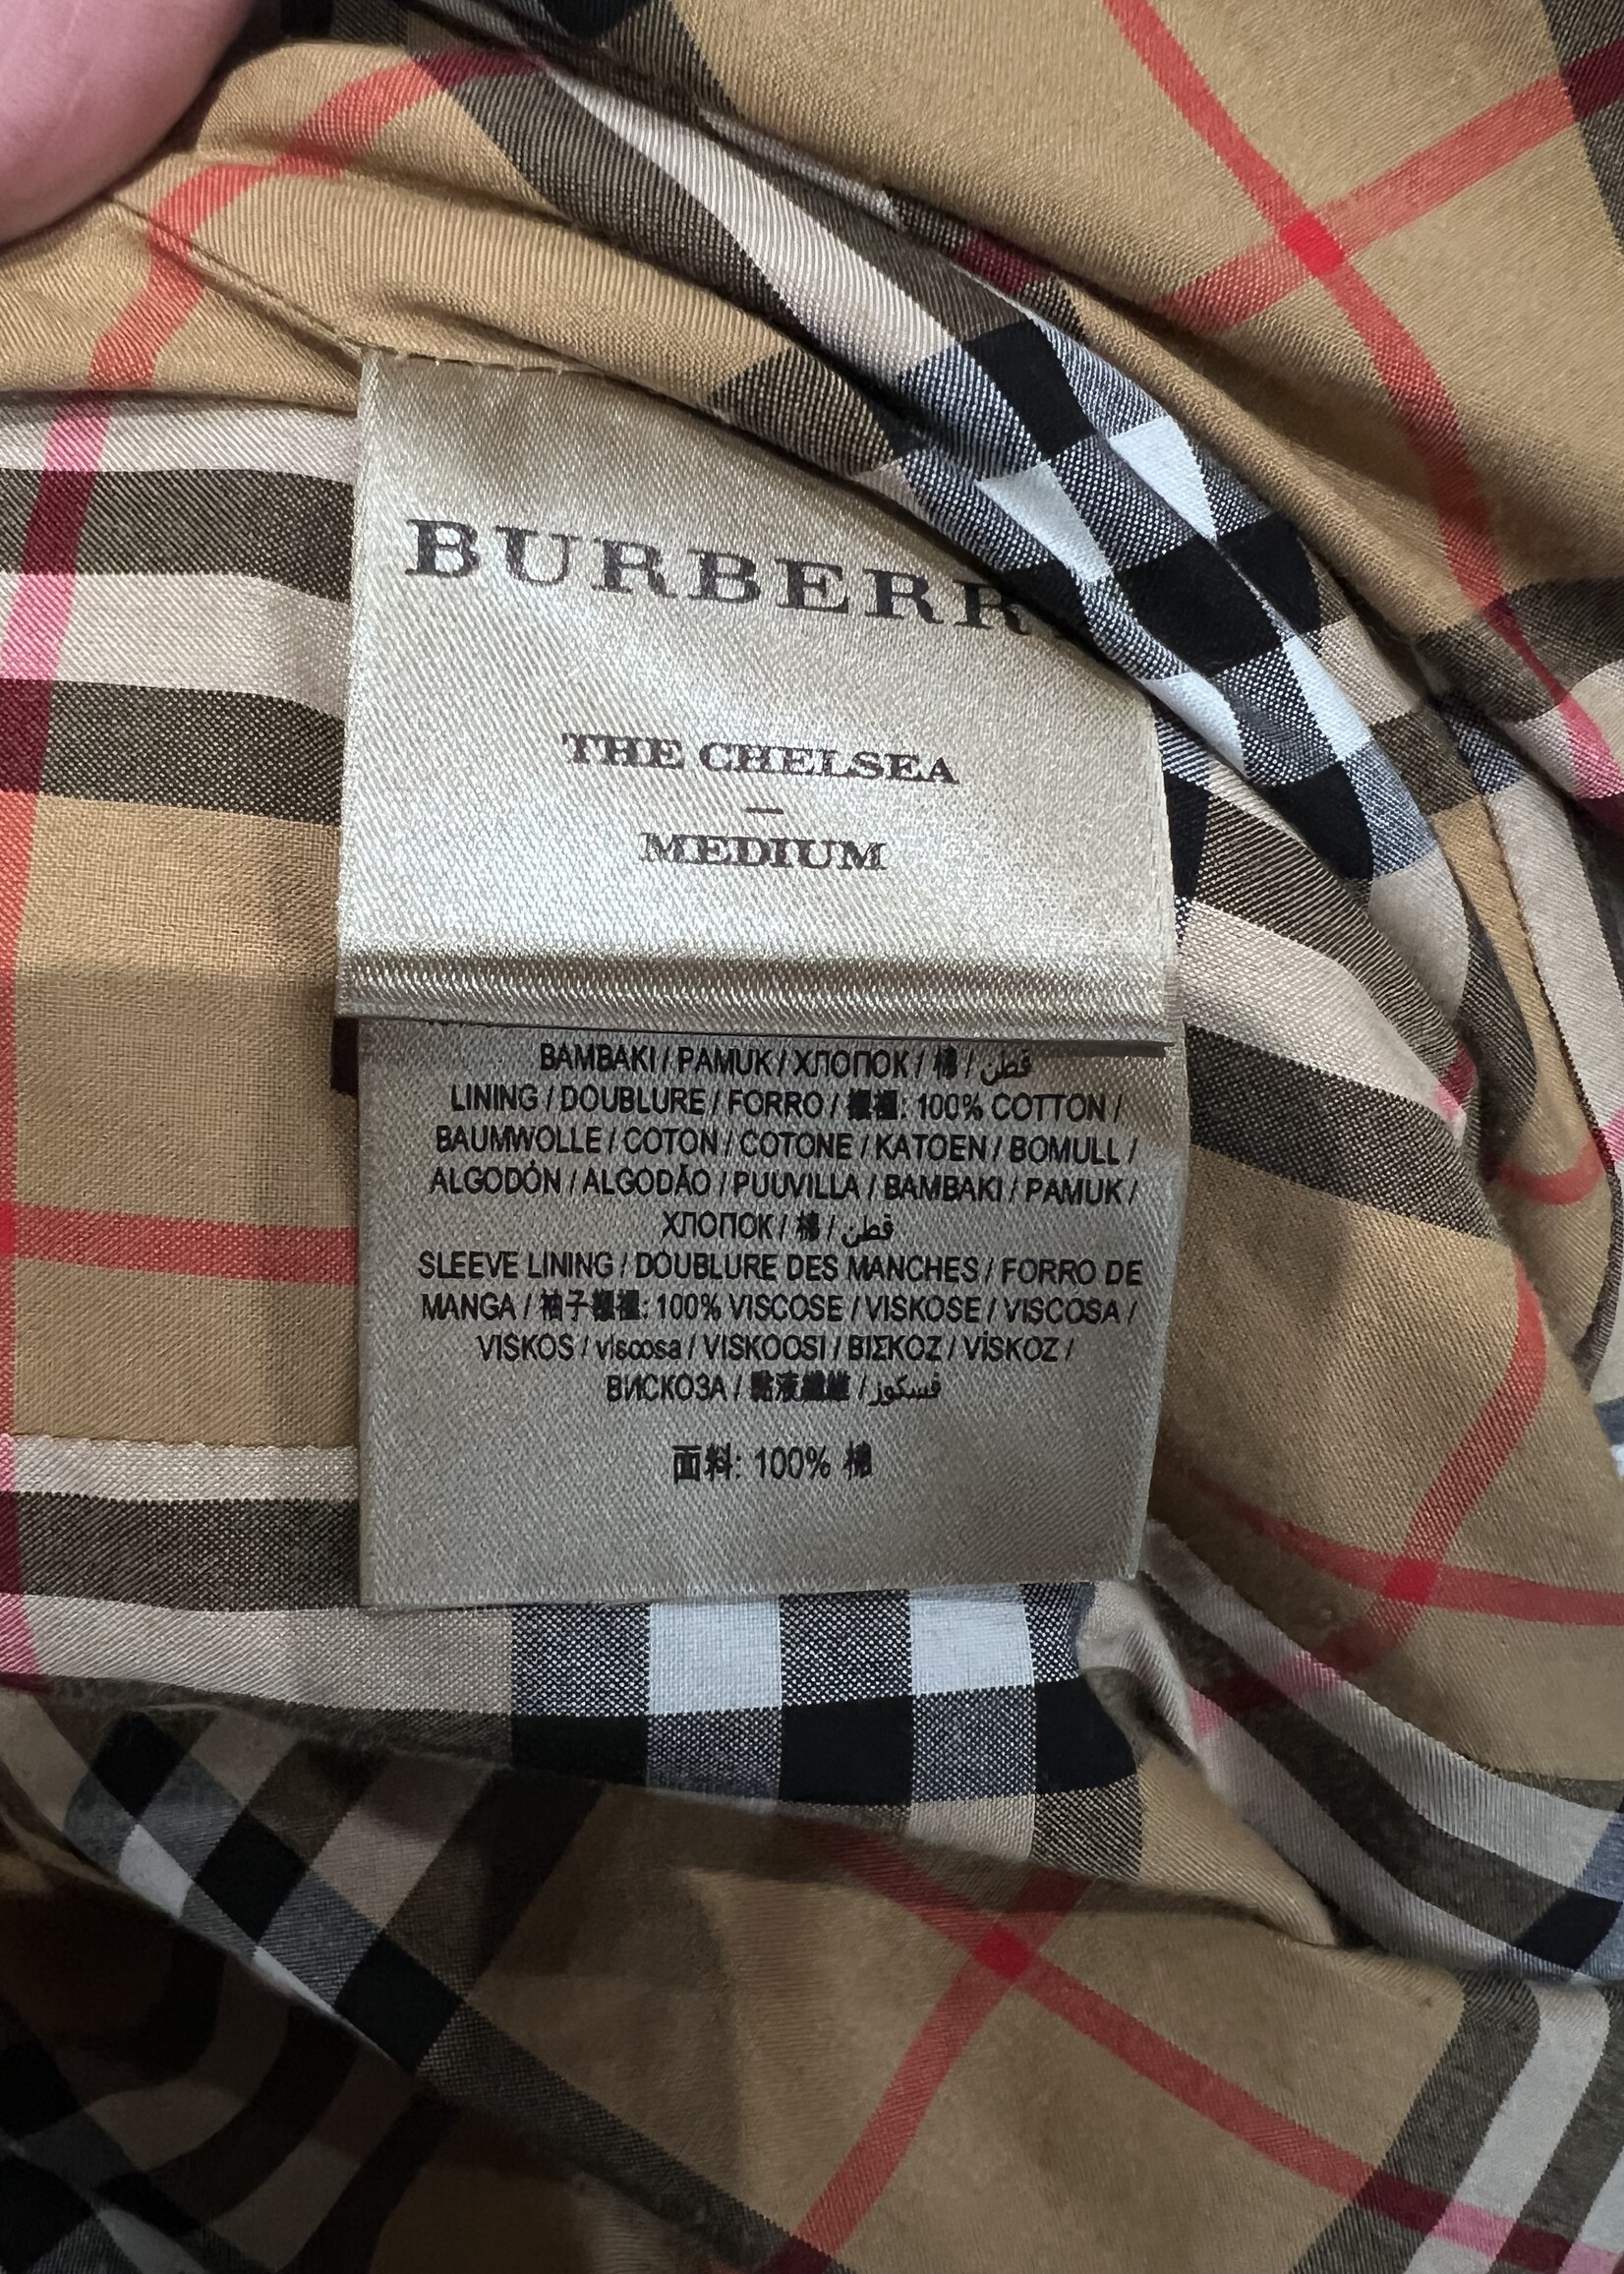 BURBERR
THE CHELSEA
–
MEDIUM
BAMBAKI / PAMUK / ХЛОПОК / 棉 / قطن
LINING / DOUBLURE / FORRO / 襯裡: 100% COTTON /
BAUMWOLLE / COTON / COTONE / KATOEN / BOMULL /
ALGODÓN / ALGODÃO / PUUVILLA / BAMBAKI / PAMUK /
ХЛОПОК / 棉 / قطن
SLEEVE LINING / DOUBLURE DES MANCHES / FORRO DE
MANGA / 袖子襯裡: 100% VISCOSE / VISKOSE / VISCOSA /
VISKOS / viscosa / VISKOOSI / ΒΙΣΚΟΖ / VİSKOZ /
ВИСКОЗА / 黏液纖維 / فسكوز
面料: 100% 棉